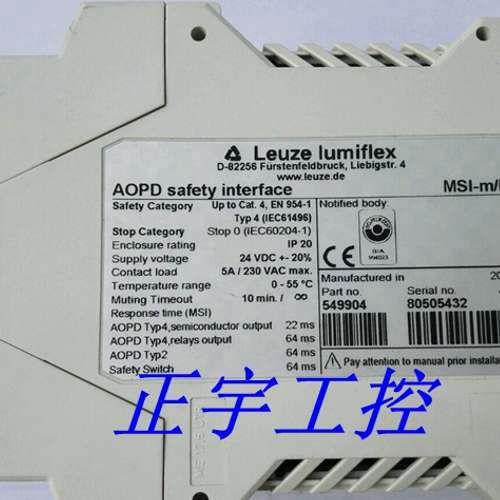 Leuze lumiflex
D-82256 Fürstenfeldbruck, Liebigstr. 4
www.leuze.de
AOPD safety interface MSI-m/
Safety Category Up to Cat. 4, EN 954-1
Typ 4 (IEC61496)
Stop Category Stop 0 (IEC60204-1)
Enclosure rating IP 20
Supply voltage 24 VDC +- 20%
Contact load 5A / 230 VAC max.
Temperature range 0 - 55 °C
Muting Timeout 10 min. / ∞
Response time (MSI)
AOPD Typ4,semiconductor output 22 ms
AOPD Typ4,relays output 64 ms
AOPD Typ2 64 ms
Safety Switch 64 ms
Notified body:
Manufactured in 20
Part no. Serial no.
549904 80505432
Pay attention to manual prior instal
正宇工控